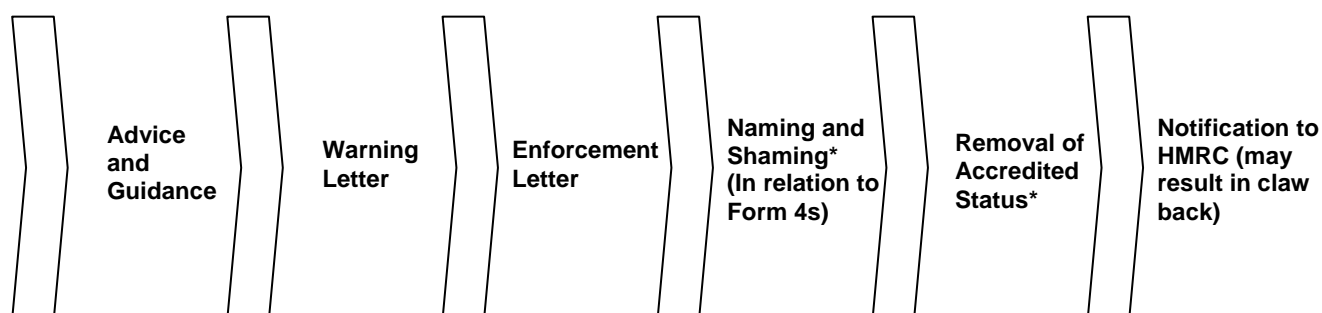 Advice
and
Guidance
Warning
Letter
Enforcement
Letter
Naming and
Shaming*
(In relation to
Form 4s)
Removal of
Accredited
Status*
Notification to
HMRC (may
result in claw
back)